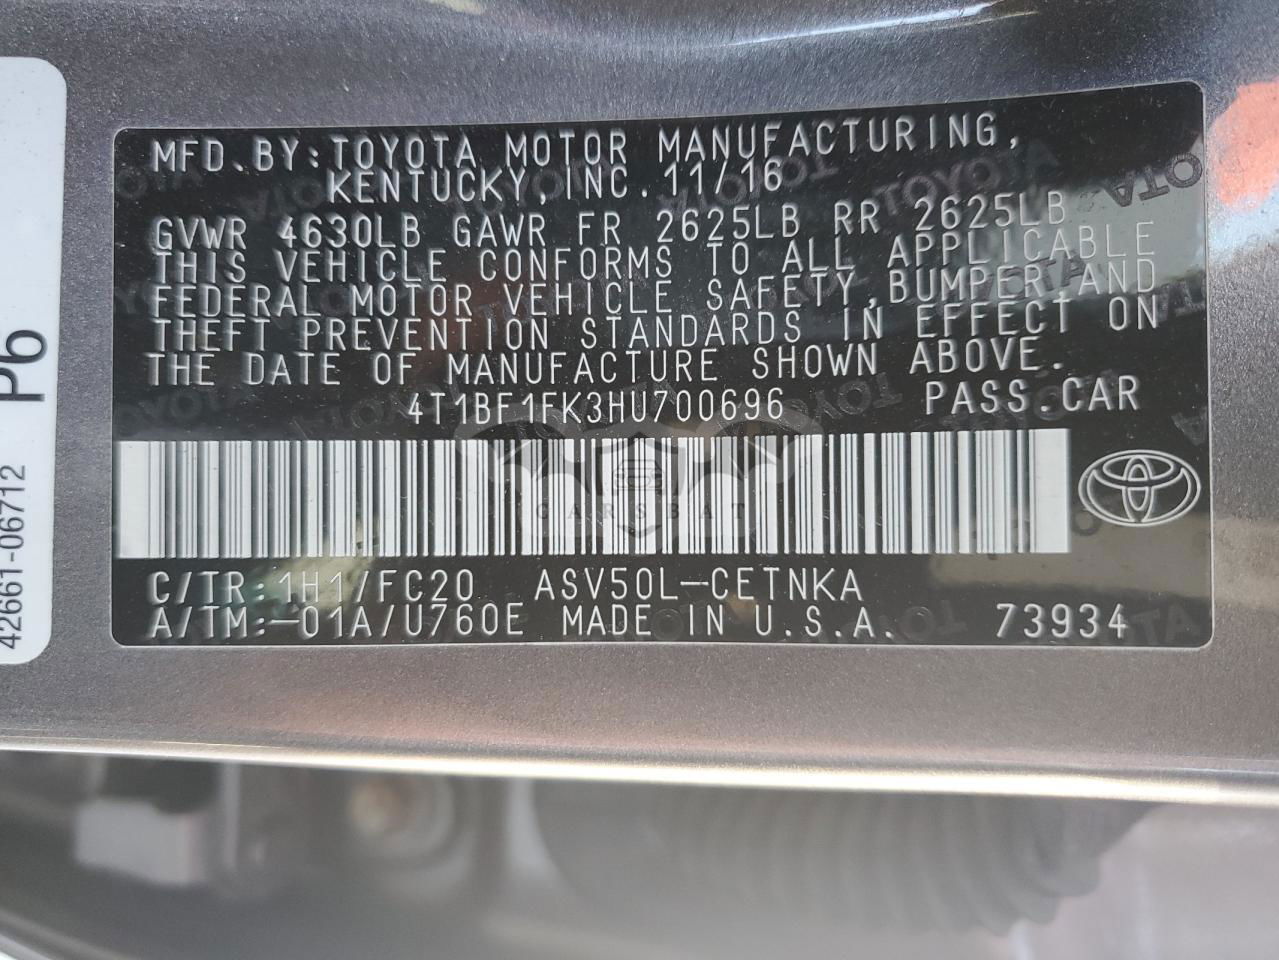 MFD.BY:TOYOTA MOTOR MANUFACTURING,
KENTUCKY,INC.11/16
GVWR 4630LB GAWR FR 2625LB RR 2625LB
THIS VEHICLE CONFORMS TO ALL APPLICABLE
FEDERAL MOTOR VEHICLE SAFETY,BUMPER AND
THEFT PREVENTION STANDARDS IN EFFECT ON
THE DATE OF MANUFACTURE SHOWN ABOVE.
4T1BF1FK3HU700696 PASS.CAR
CARSBAT
C/TR:1H1/FC20 ASV50L-CETNKA
A/TM:-01A/U760E MADE IN U.S.A. 73934
42661-06712 P6